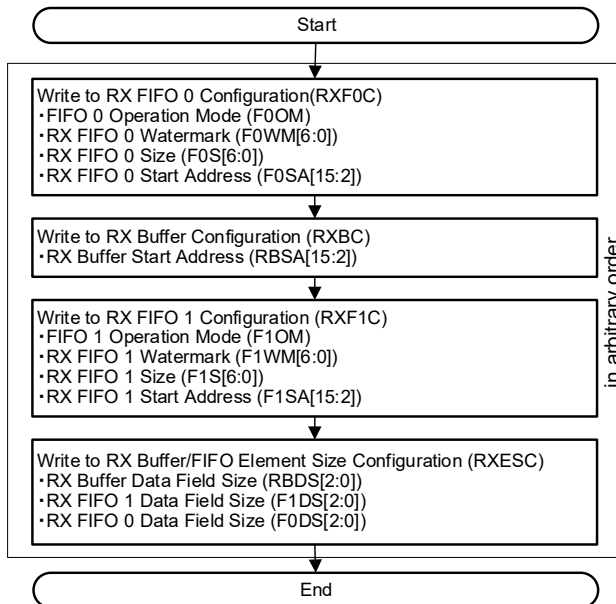 Start
Write to RX FIFO 0 Configuration(RXF0C)
・FIFO 0 Operation Mode (F0OM)
・RX FIFO 0 Watermark (F0WM[6:0])
・RX FIFO 0 Size (F0S[6:0])
・RX FIFO 0 Start Address (F0SA[15:2])
Write to RX Buffer Configuration (RXBC)
・RX Buffer Start Address (RBSA[15:2])
Write to RX FIFO 1 Configuration (RXF1C)
・FIFO 1 Operation Mode (F1OM)
・RX FIFO 1 Watermark (F1WM[6:0])
・RX FIFO 1 Size (F1S[6:0])
・RX FIFO 1 Start Address (F1SA[15:2])
Write to RX Buffer/FIFO Element Size Configuration (RXESC)
・RX Buffer Data Field Size (RBDS[2:0])
・RX FIFO 1 Data Field Size (F1DS[2:0])
・RX FIFO 0 Data Field Size (F0DS[2:0])
in arbitrary order
End